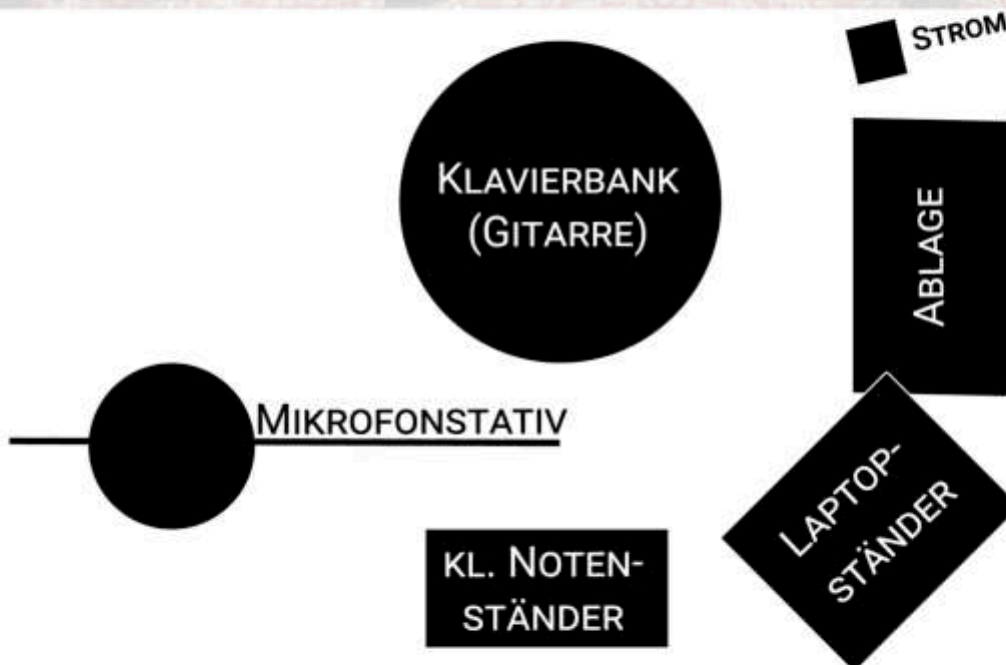 STROM
KLAVIERBANK
(GITARRE)
ABLAGE
MIKROFONSTATIV
LAPTOP-
STÄNDER
KL. NOTEN-
STÄNDER